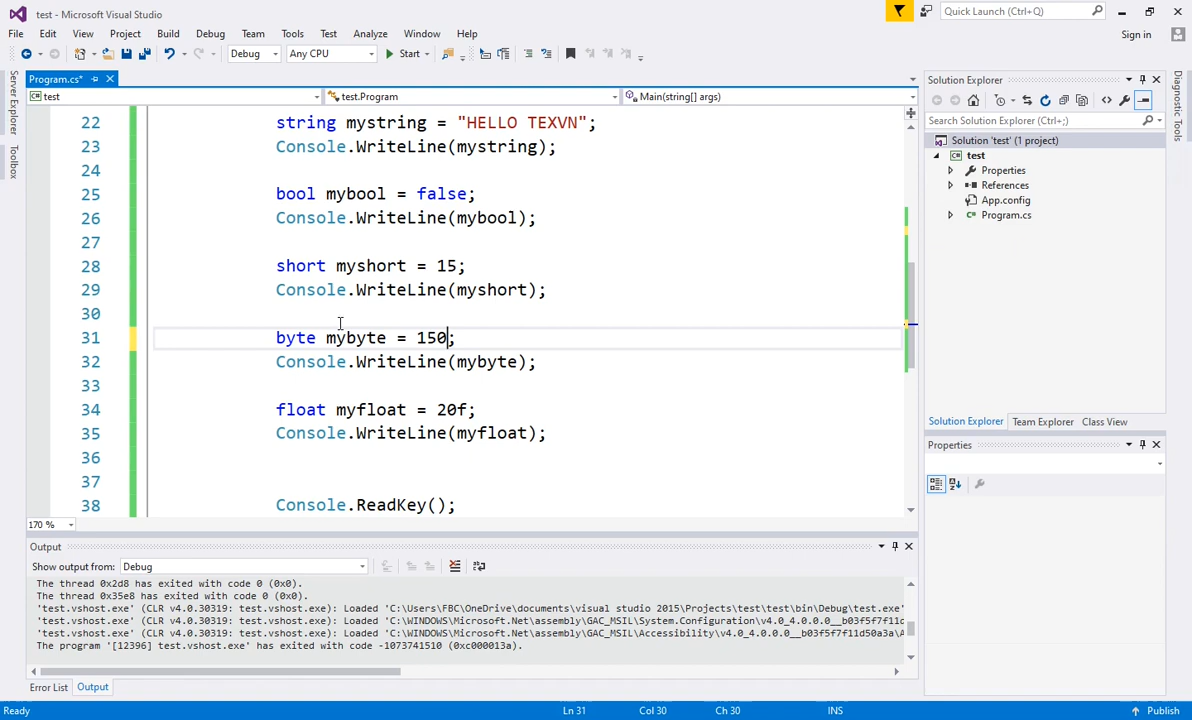 test - Microsoft Visual Studio
Quick Launch (Ctrl+Q)
File Edit View Project Build Debug Team Tools Test Analyze Window Help
Sign in
Debug Any CPU Start
Program.cs*
test test.Program Main(string[] args)
Server Explorer
Toolbox
22 string mystring = "HELLO TEXVN";
23 Console.WriteLine(mystring);
24
25 bool mybool = false;
26 Console.WriteLine(mybool);
27
28 short myshort = 15;
29 Console.WriteLine(myshort);
30
31 byte mybyte = 150;
32 Console.WriteLine(mybyte);
33
34 float myfloat = 20f;
35 Console.WriteLine(myfloat);
36
37
38 Console.ReadKey();
170 %
Solution Explorer
Search Solution Explorer (Ctrl+;)
Solution 'test' (1 project)
test
Properties
References
App.config
Program.cs
Solution Explorer Team Explorer Class View
Properties
Diagnostic Tools
Output
Show output from: Debug
The thread 0x2d8 has exited with code 0 (0x0).
The thread 0x35e8 has exited with code 0 (0x0).
'test.vshost.exe' (CLR v4.0.30319: test.vshost.exe): Loaded 'C:\Users\FBC\OneDrive\documents\visual studio 2015\Projects\test\test\bin\Debug\test.exe'
'test.vshost.exe' (CLR v4.0.30319: test.vshost.exe): Loaded 'C:\WINDOWS\Microsoft.Net\assembly\GAC_MSIL\System.Configuration\v4.0_4.0.0.0__b03f5f7f11d
'test.vshost.exe' (CLR v4.0.30319: test.vshost.exe): Loaded 'C:\WINDOWS\Microsoft.Net\assembly\GAC_MSIL\Accessibility\v4.0_4.0.0.0__b03f5f7f11d50a3a\A
The program '[12396] test.vshost.exe' has exited with code -1073741510 (0xc000013a).
Error List Output
Ready Ln 31 Col 30 Ch 30 INS Publish